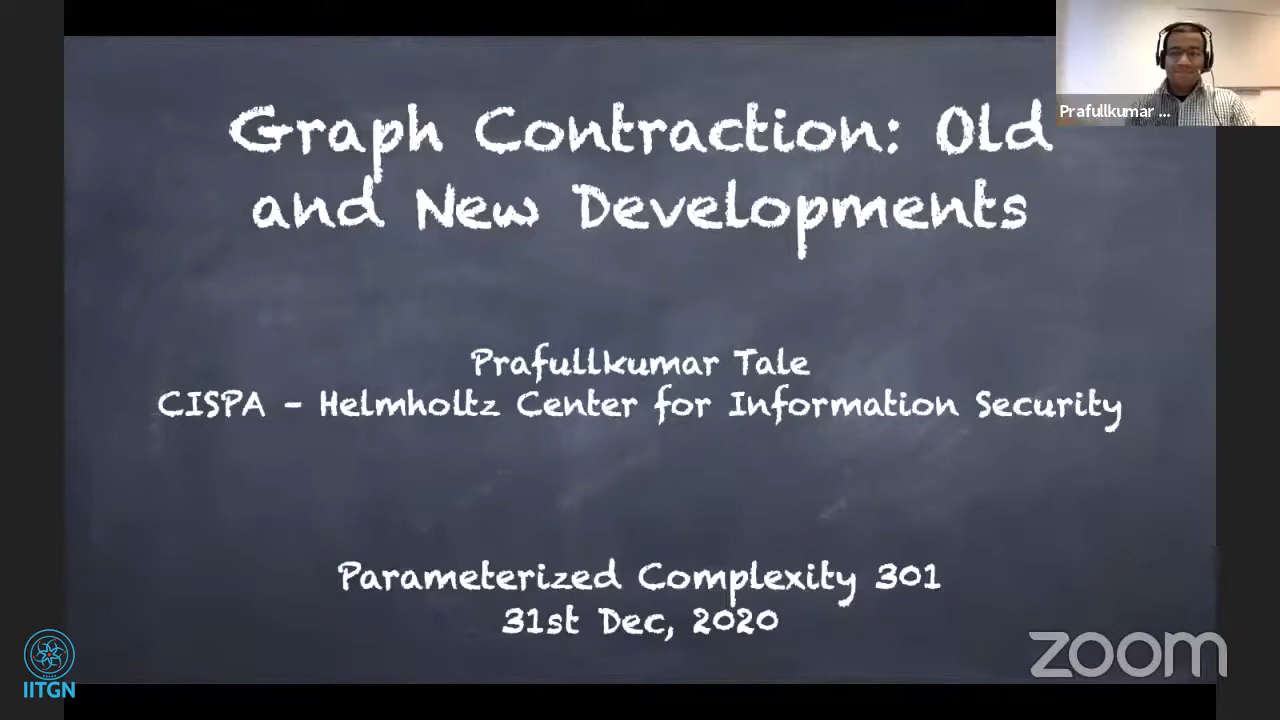 Prafullkumar ...
Graph Contraction: Old
and New Developments
Prafullkumar Tale
CISPA - Helmholtz Center for Information Security
Parameterized Complexity 301
31st Dec, 2020
zoom
IITGN